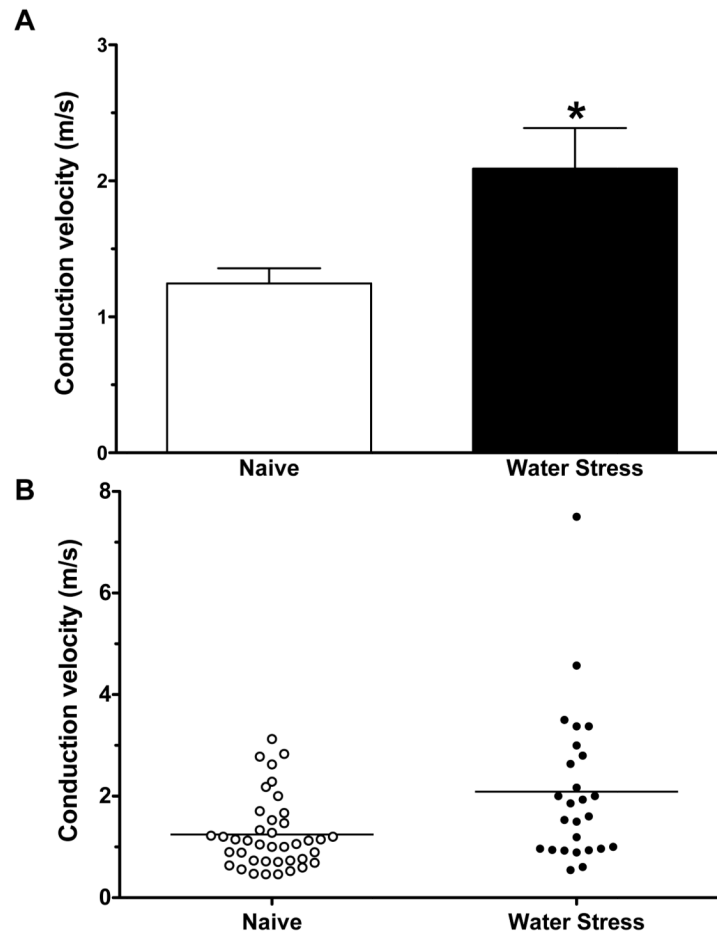 A
3
*
2
Conduction velocity (m/s)
1
0
Naive Water Stress
B
8
6
Conduction velocity (m/s)
4
2
0
Naive Water Stress